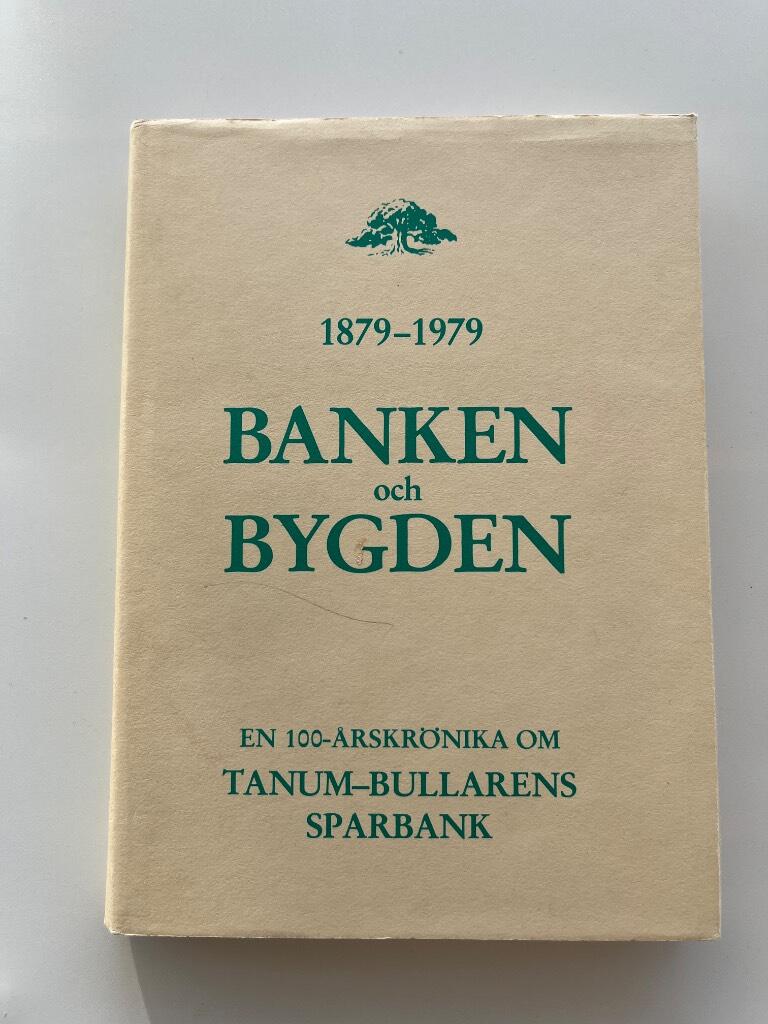 1879–1979
BANKEN
och
BYGDEN
EN 100-ÅRSKRÖNIKA OM
TANUM–BULLARENS
SPARBANK